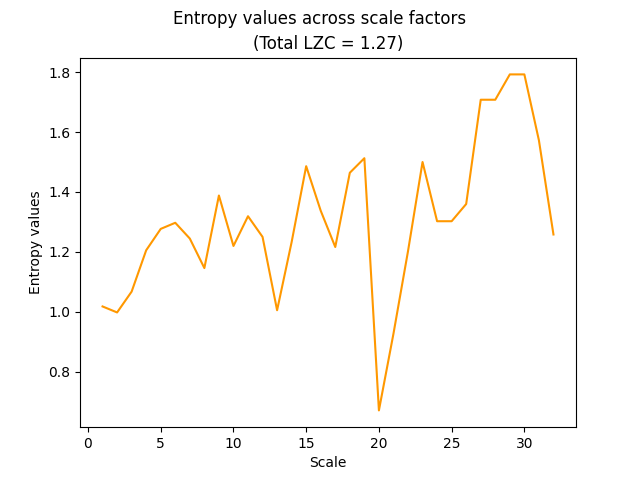 Entropy values across scale factors
(Total LZC = 1.27)
1.8
1.6
1.4
1.2
1.0
0.8
Entropy values
0 5 10 15 20 25 30
Scale